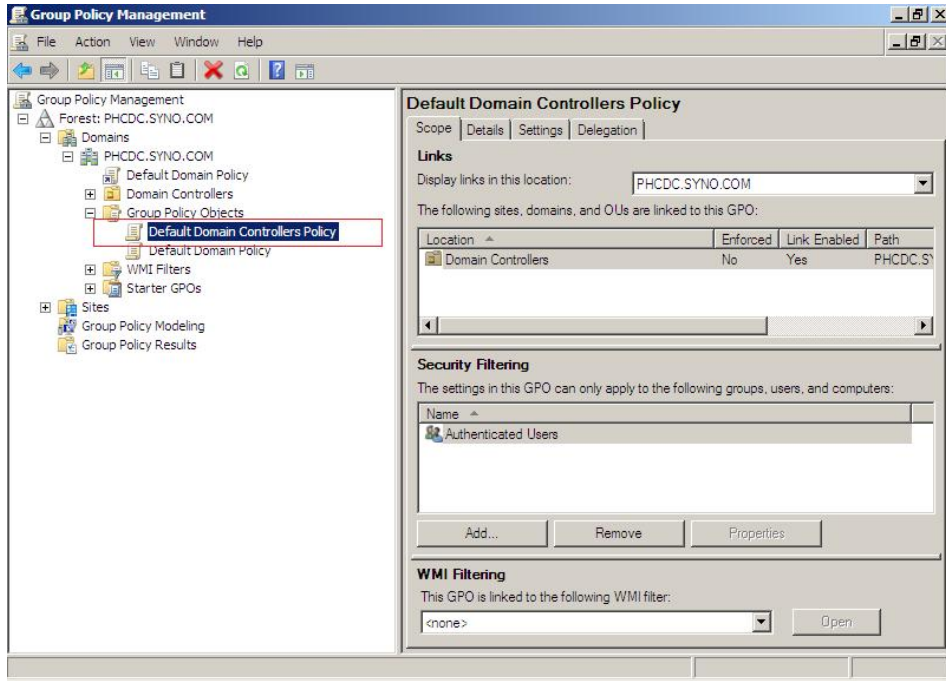 Group Policy Management
File Action View Window Help
Group Policy Management
Forest: PHCDC.SYNO.COM
Domains
PHCDC.SYNO.COM
Default Domain Policy
Domain Controllers
Group Policy Objects
Default Domain Controllers Policy
Default Domain Policy
WMI Filters
Starter GPOs
Sites
Group Policy Modeling
Group Policy Results
Default Domain Controllers Policy
Scope Details Settings Delegation
Links
Display links in this location: PHCDC.SYNO.COM
The following sites, domains, and OUs are linked to this GPO:
Location Enforced Link Enabled Path
Domain Controllers No Yes PHCDC.SY
Security Filtering
The settings in this GPO can only apply to the following groups, users, and computers:
Name
Authenticated Users
Add... Remove Properties
WMI Filtering
This GPO is linked to the following WMI filter:
<none> Open